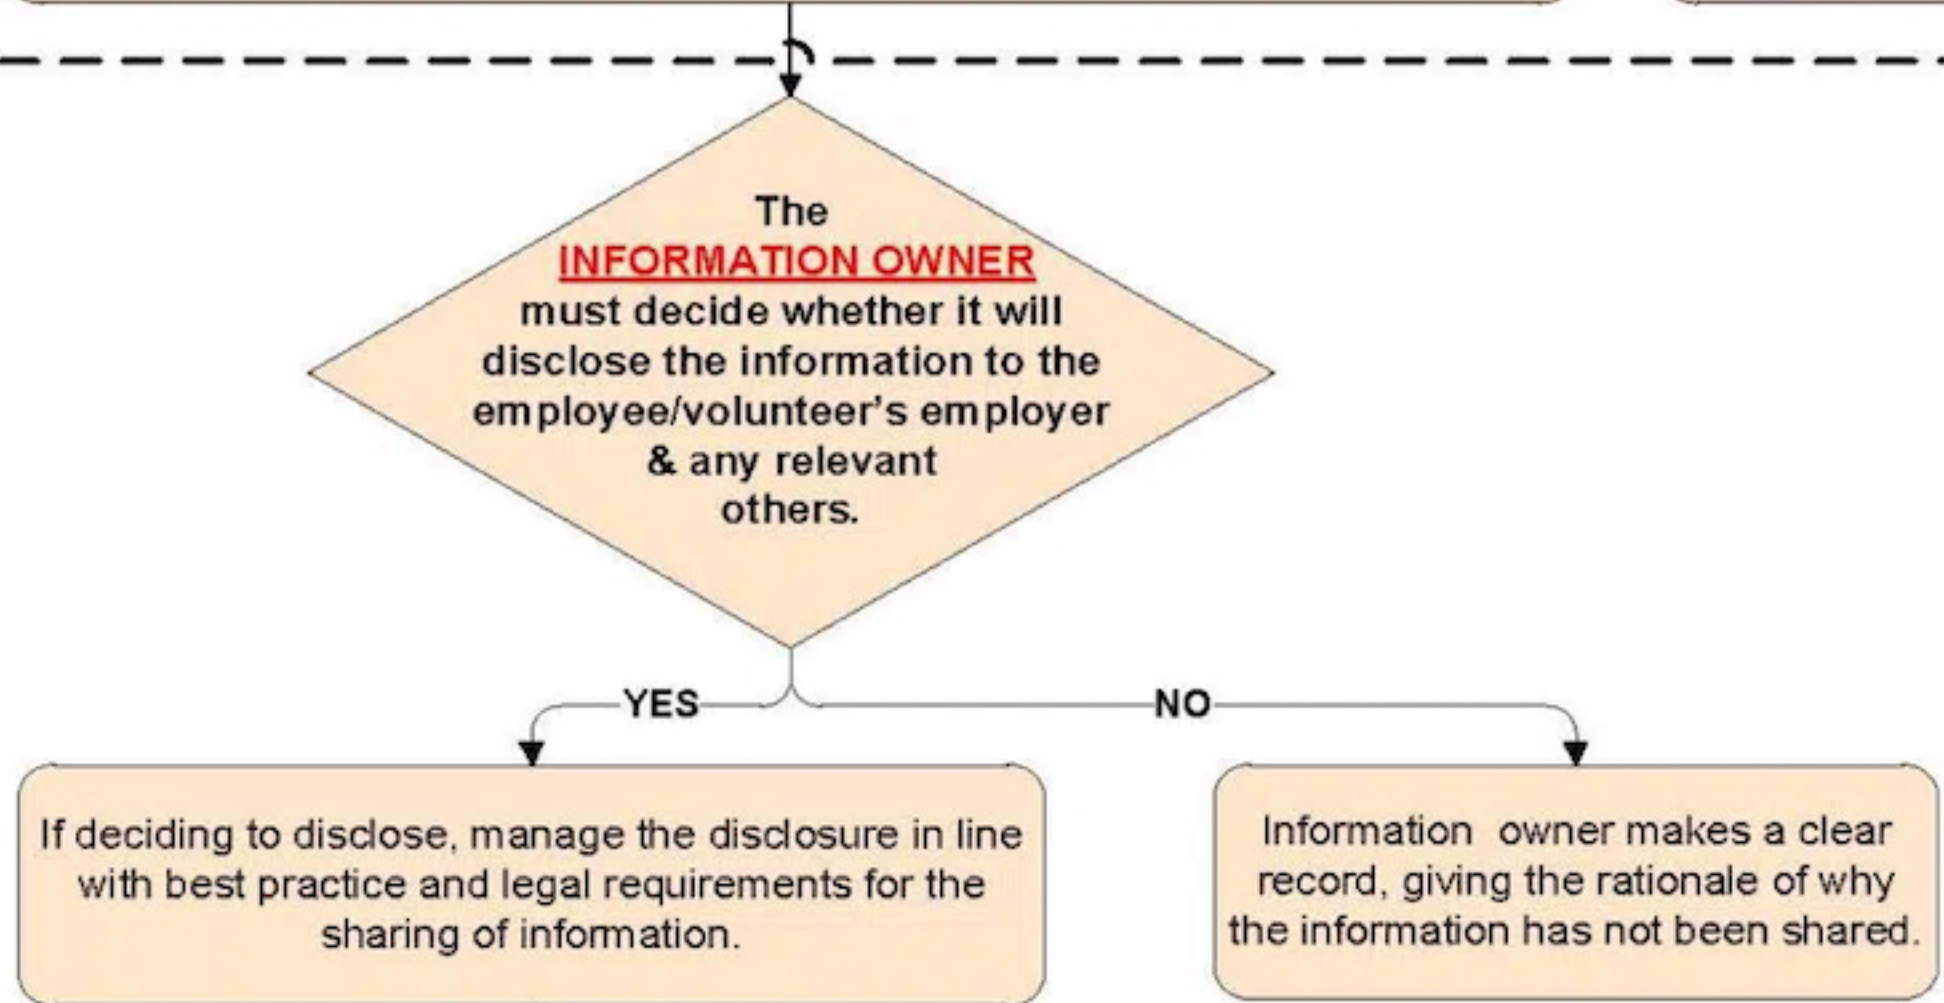 The
INFORMATION OWNER
must decide whether it will
disclose the information to the
employee/volunteer's employer
& any relevant
others.
YES
NO
If deciding to disclose, manage the disclosure in line
with best practice and legal requirements for the
sharing of information.
Information owner makes a clear
record, giving the rationale of why
the information has not been shared.